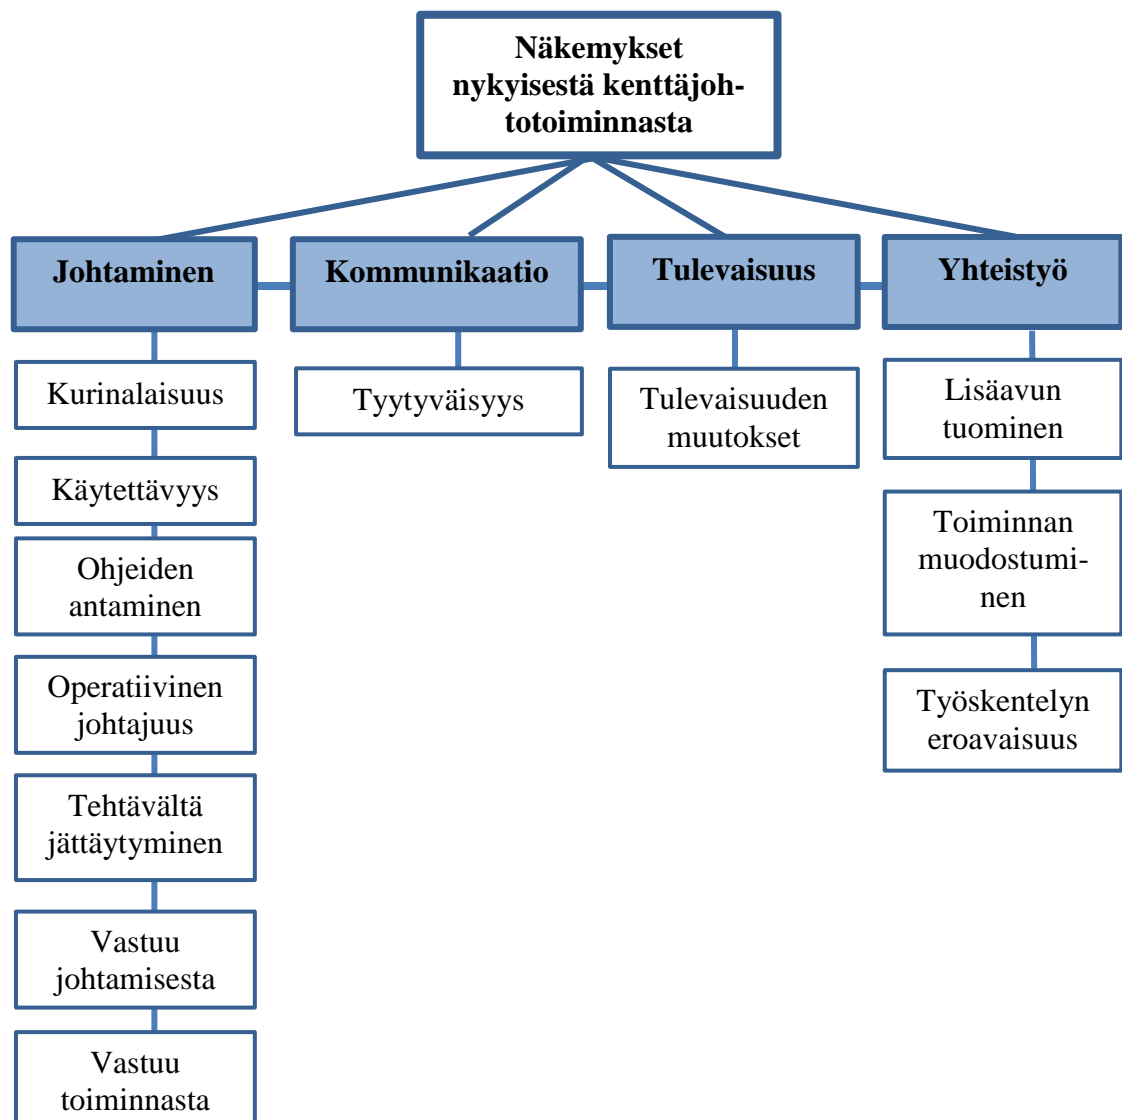 Näkemykset
nykyisestä kenttäjoh-
totoiminnasta
Johtaminen
Kommunikaatio
Tulevaisuus
Yhteistyö
Kurinalaisuus
Käytettävyys
Ohjeiden
antaminen
Operatiivinen
johtajuus
Tehtävältä
jättäytyminen
Vastuu
johtamisesta
Vastuu
toiminnasta
Tyytyväisyys
Tulevaisuuden
muutokset
Lisäavun
tuominen
Toiminnan
muodostumi-
nen
Työskentelyn
eroavaisuus